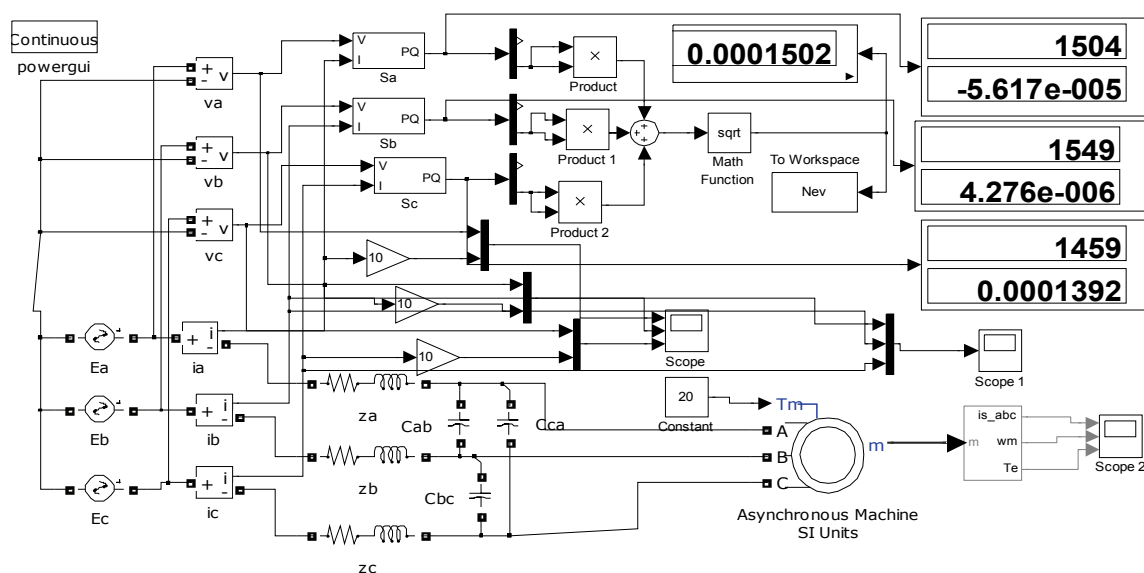 Continuous
powergui
va
vb
vc
+
-
v
+
-
v
+
-
v
V
I
PQ
Sa
V
I
PQ
Sb
V
I
PQ
Sc
×
Product
×
Product 1
×
Product 2
+
+
+
sqrt
Math
Function
0.0001502
To Workspace
Nev
1504
-5.617e-005
1549
4.276e-006
1459
0.0001392
10
10
10
Scope
Scope 1
Ea
Eb
Ec
+
i
-
ia
+
i
-
ib
+
i
-
ic
za
zb
zc
Cab
Cca
Cbc
20
Constant
Tm
A
B
C
m
Asynchronous Machine
SI Units
m
is_abc
wm
Te
Scope 2